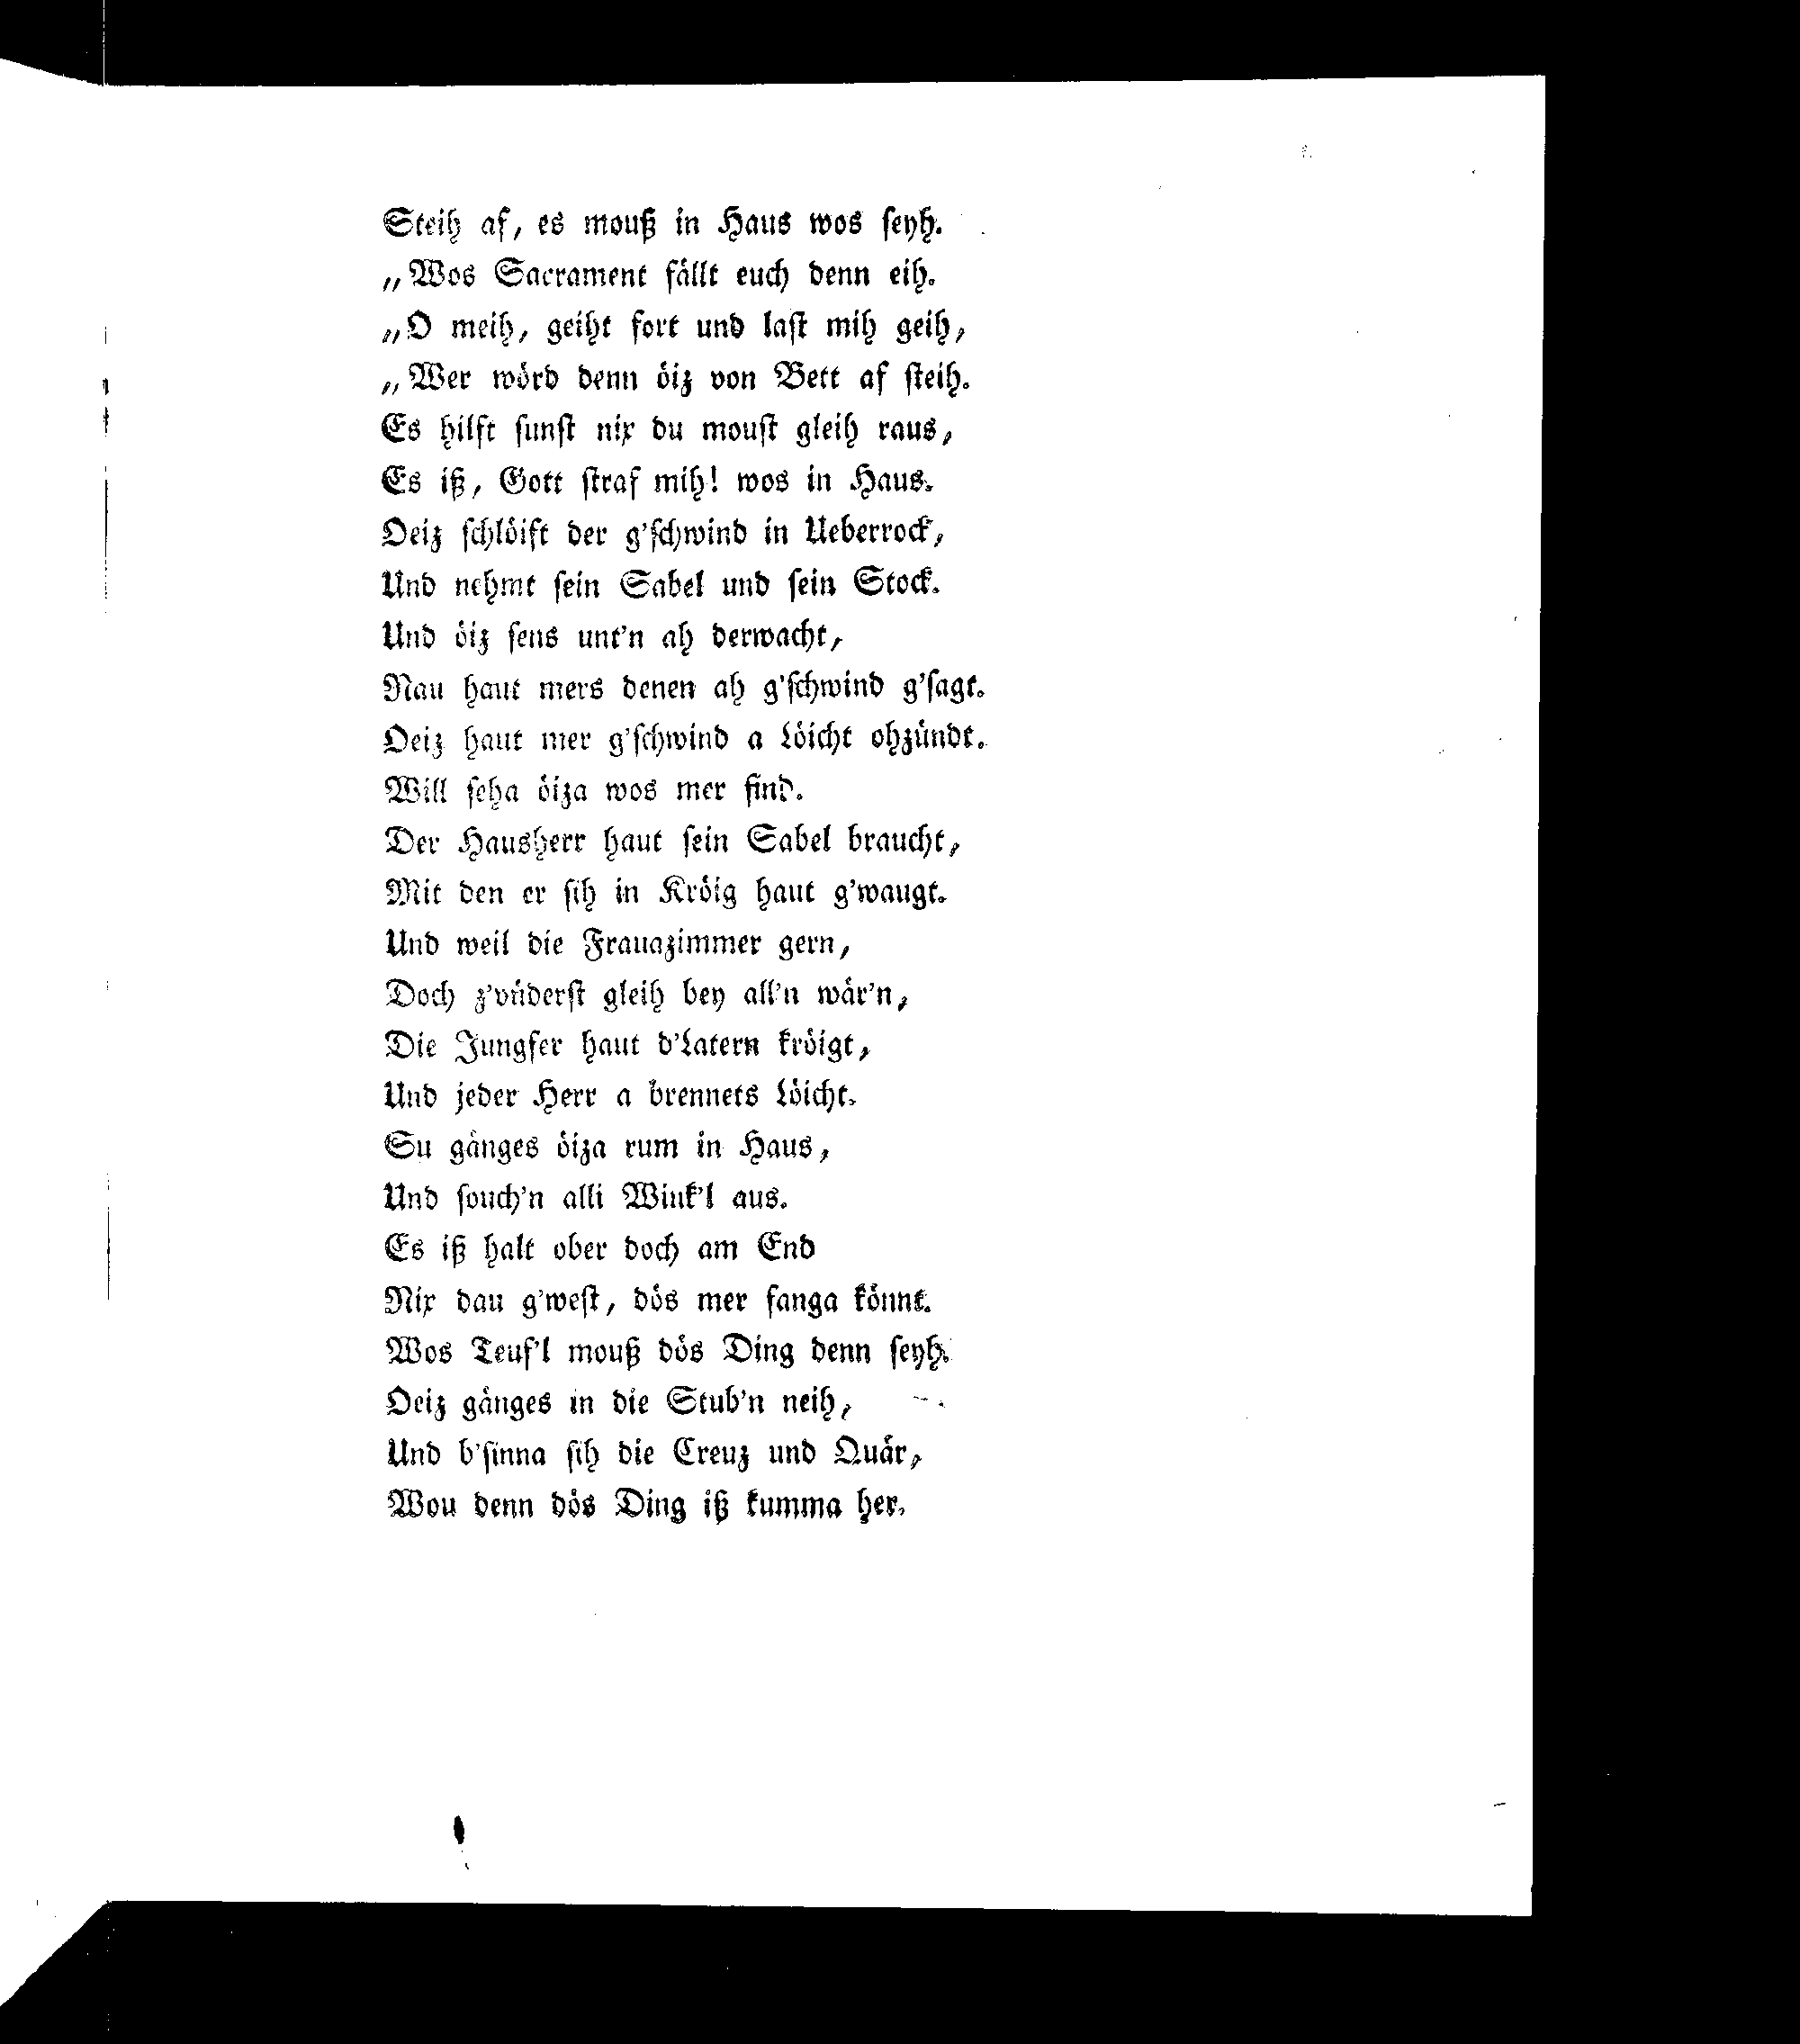 Steih af, es mouß in Haus wos ſeyh.
„Wos Sacrament fällt euch denn eih.
„O meih, geiht fort und laſt mih geih,
„Wer wörd denn öiz von Bett af ſteih.
Es hilft ſunſt nix du mouſt gleih raus,
Es iß, Gott ſtraf mih! wos in Haus.
Oeiz ſchlöift der g'ſchwind in Ueberrock,
Und nehmt ſein Sabel und ſein Stock.
Und öiz ſens unt'n ah derwacht,
Nau haut mers denen ah g'ſchwind g'ſagt.
Oeiz haut mer g'ſchwind a Löicht ohzündt.
Will ſeha öiza wos mer find.
Der Hausherr haut ſein Sabel braucht,
Mit den er ſih in Kröig haut g'waugt.
Und weil die Frauazimmer gern,
Doch z'vüderſt gleih bey all'n wär'n,
Die Jungfer haut d'Latern kröigt,
Und jeder Herr a brennets Löicht.
Su gänges öiza rum in Haus,
Und ſouch'n alli Wink'l aus.
Es iß halt ober doch am End
Nix dau g'weſt, dös mer fanga könnt.
Wos Teuf'l mouß dös Ding denn ſeyh.
Oeiz gänges in die Stub'n neih,
Und b'ſinna ſih die Creuz und Quär,
Wou denn dös Ding iß kumma her.